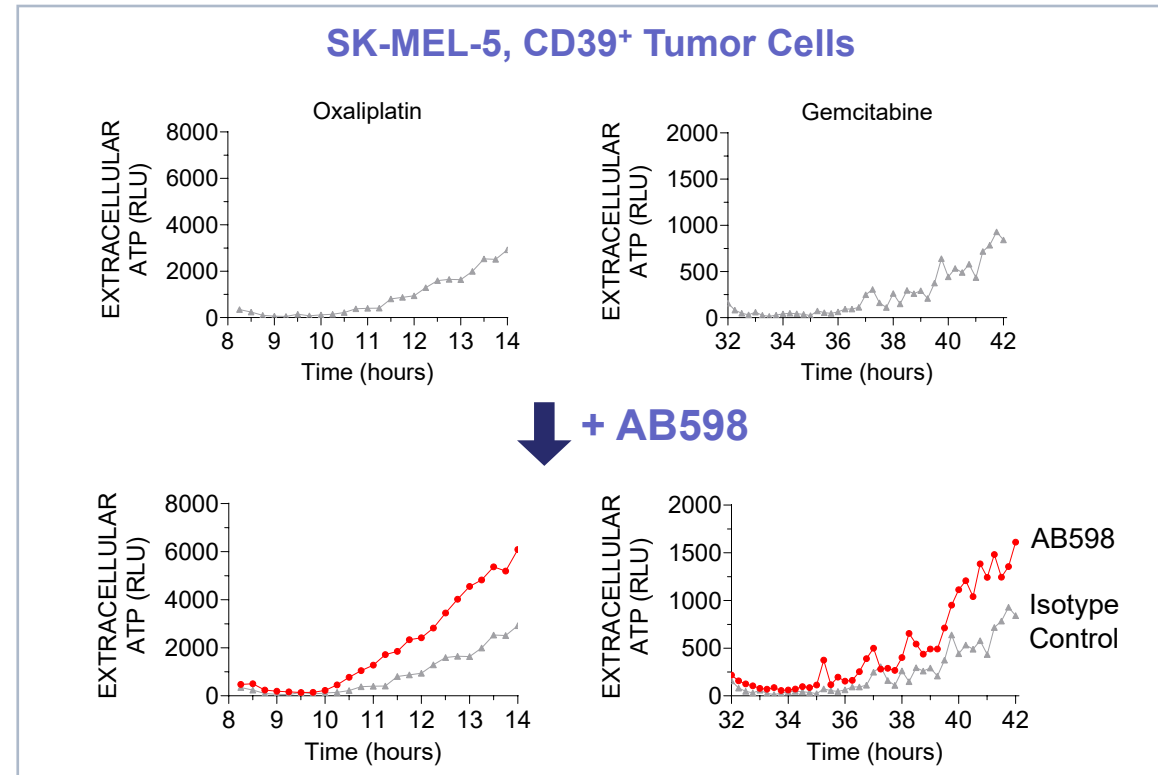 SK-MEL-5, CD39+ Tumor Cells
Oxaliplatin
EXTRACELLULAR
ATP (RLU)
8000
6000
4000
2000
0
8 9 10 11 12 13 14
Time (hours)
Gemcitabine
EXTRACELLULAR
ATP (RLU)
2000
1500
1000
500
0
32 34 36 38 40 42
Time (hours)
+ AB598
EXTRACELLULAR
ATP (RLU)
8000
6000
4000
2000
0
8 9 10 11 12 13 14
Time (hours)
EXTRACELLULAR
ATP (RLU)
2000
1500
1000
500
0
32 34 36 38 40 42
Time (hours)
AB598
Isotype
Control